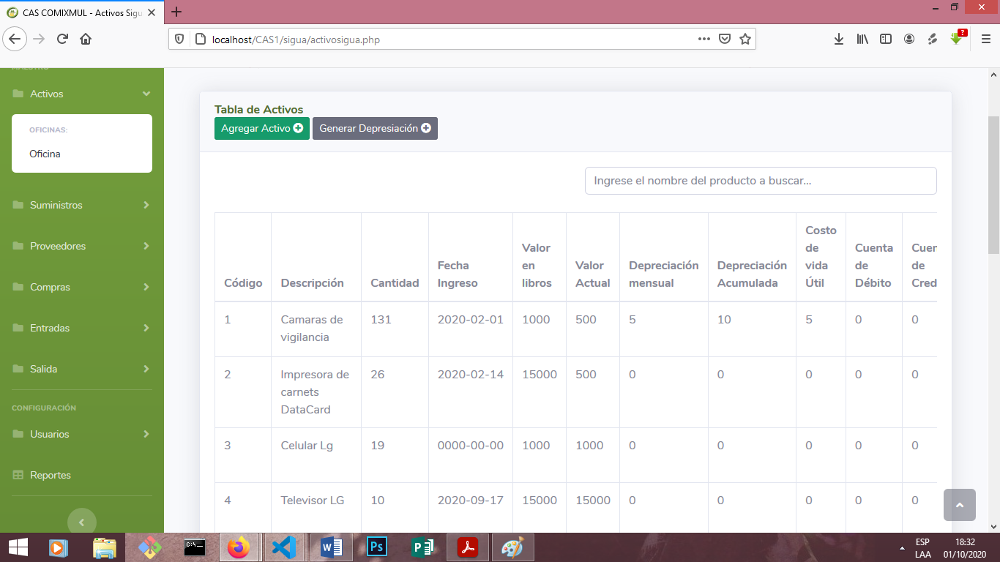 CAS COMIXMUL - Activos Sigu
localhost/CAS1/sigua/activosigua.php
?
MAESTRO
Activos
OFICINAS:
Oficina
Suministros
Proveedores
Compras
Entradas
Salida
CONFIGURACIÓN
Usuarios
Reportes
Tabla de Activos
Agregar Activo
Generar Depresiación
Ingrese el nombre del producto a buscar...
Código Descripción Cantidad Fecha Ingreso Valor en libros Valor Actual Depreciación mensual Depreciación Acumulada Costo de vida Útil Cuenta de Débito Cuen de Cred
1 Camaras de vigilancia 131 2020-02-01 1000 500 5 10 5 0 0
2 Impresora de carnets DataCard 26 2020-02-14 15000 500 0 0 0 0 0
3 Celular Lg 19 0000-00-00 1000 1000 0 0 0 0 0
4 Televisor LG 10 2020-09-17 15000 15000 0 0 0 0 0
C:\
Ps
ESP
LAA
18:32
01/10/2020